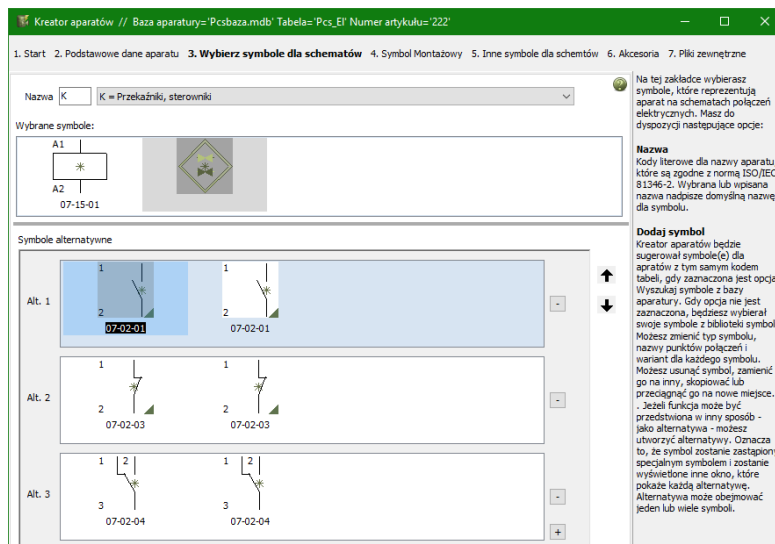 Kreator aparatów // Baza aparatury='Pcsbaza.mdb' Tabela='Pcs_El' Numer artykułu='222'
1. Start 2. Podstawowe dane aparatu 3. Wybierz symbole dla schematów 4. Symbol Montażowy 5. Inne symbole dla schemtów 6. Akcesoria 7. Pliki zewnętrzne
Nazwa K K = Przekaźniki, sterowniki
Wybrane symbole:
A1
A2
07-15-01
Symbole alternatywne
Alt. 1
1 1
2 2
07-02-01 07-02-01
-
Alt. 2
1 1
2 2
07-02-03 07-02-03
-
Alt. 3
1 2 1 2
3 3
07-02-04 07-02-04
-
+
Na tej zakładce wybierasz
symbole, które reprezentują
aparat na schematach połączeń
elektrycznych. Masz do
dyspozycji następujące opcje:
Nazwa
Kody literowe dla nazwy aparatu,
które są zgodne z normą ISO/IEC
81346-2. Wybrana lub wpisana
nazwa nadpisze domyślną nazwę
dla symbolu.
Dodaj symbol
Kreator aparatów będzie
sugerował symbole(e) dla
apratów z tym samym kodem
tabeli, gdy zaznaczona jest opcja
Wyszukaj symbole z bazy
aparatury. Gdy opcja nie jest
zaznaczona, będziesz wybierał
swoje symbole z biblioteki symboli
Możesz zmienić typ symbolu,
nazwy punktów połączeń i
wariant dla każdego symbolu.
Możesz usunąć symbol, zamienić
go na inny, skopiować lub
przeciągnąć go na nowe miejsce.
. Jeżeli funkcja może być
przedstwiona w inny sposób -
jako alternatywa - możesz
utworzyć alternatywy. Oznacza
to, że symbol zostanie zastąpiony
specjalnym symbolem i zostanie
wyświetlone inne okno, które
pokaże każdą alternatywę.
Alternatywa może obejmować
jeden lub wiele symboli.